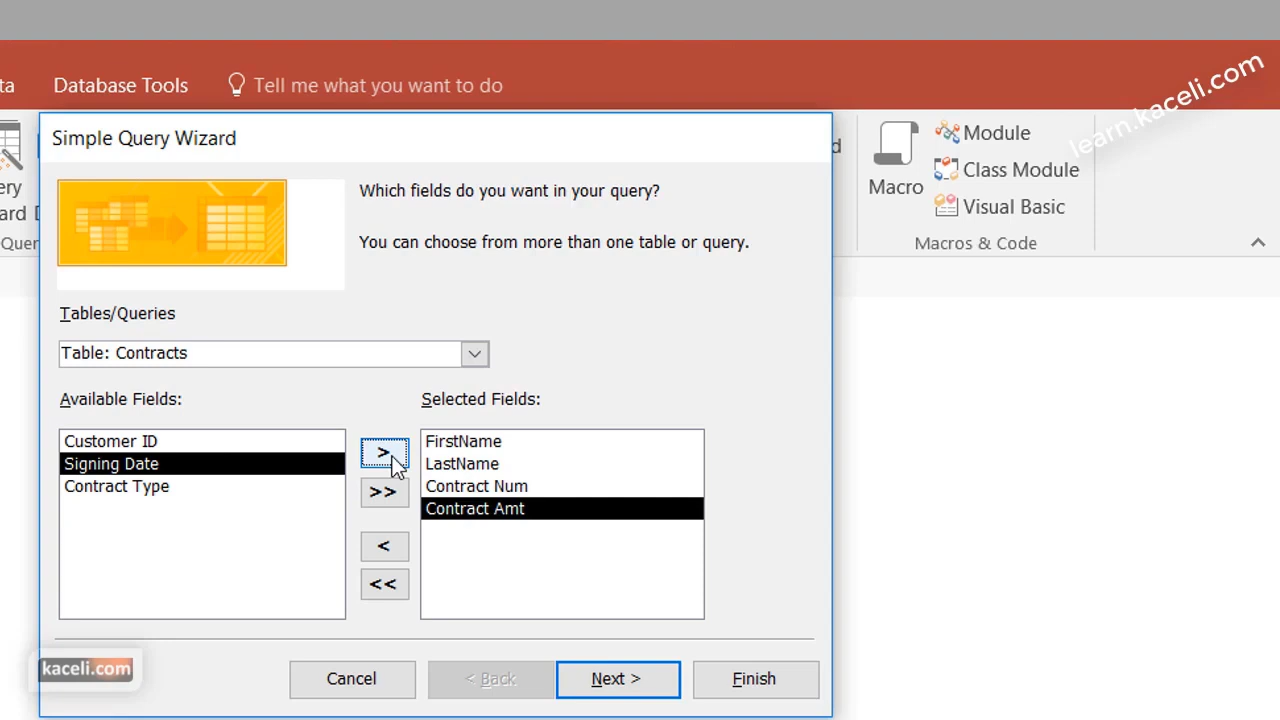 ta
Database Tools
Tell me what you want to do
learn.kaceli.com
Simple Query Wizard
ery
ard
D
Quer
d
Macro
Module
Class Module
Visual Basic
Macros & Code
Which fields do you want in your query?
You can choose from more than one table or query.
Tables/Queries
Table: Contracts
Available Fields:
Selected Fields:
Customer ID
Signing Date
Contract Type
>
>>
<
<<
FirstName
LastName
Contract Num
Contract Amt
kaceli.com
Cancel
< Back
Next >
Finish